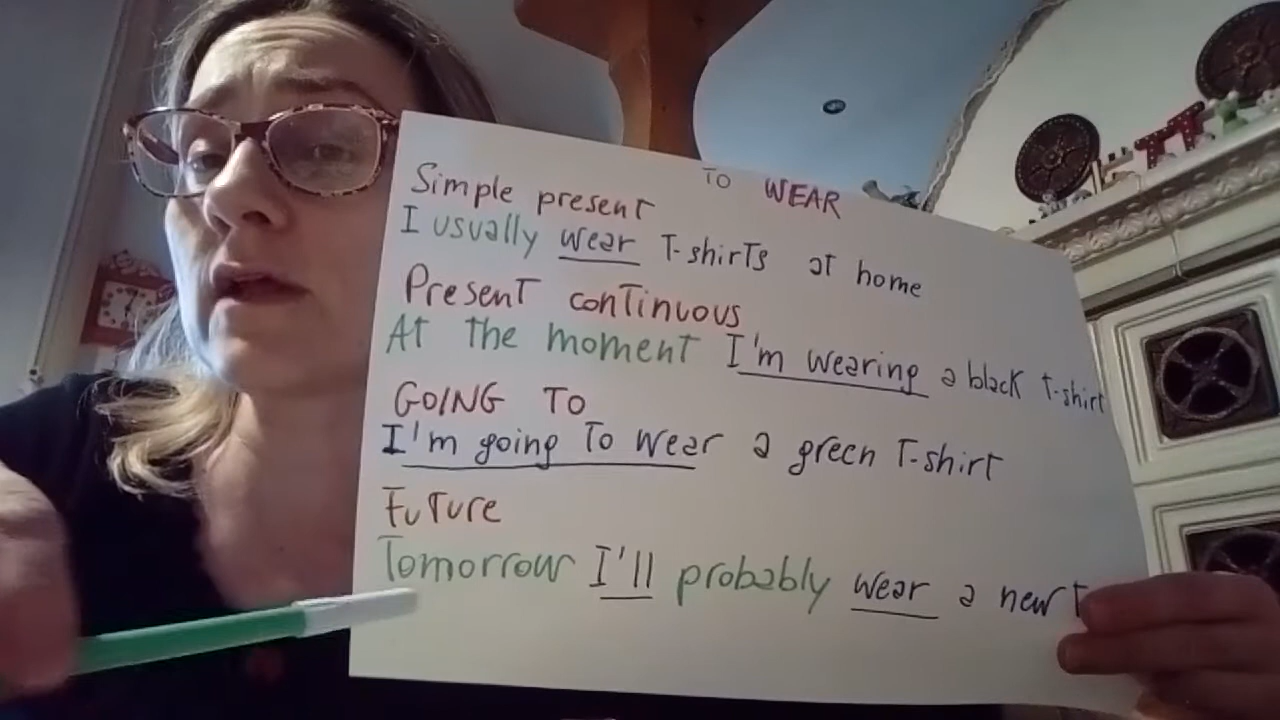 TO WEAR
Simple present
I usually wear T-shirts at home
Present continuous
At the moment I'm wearing a black t-shirt
GOING TO
I'm going to wear a green T-shirt
Future
Tomorrow I'll probably wear a new T